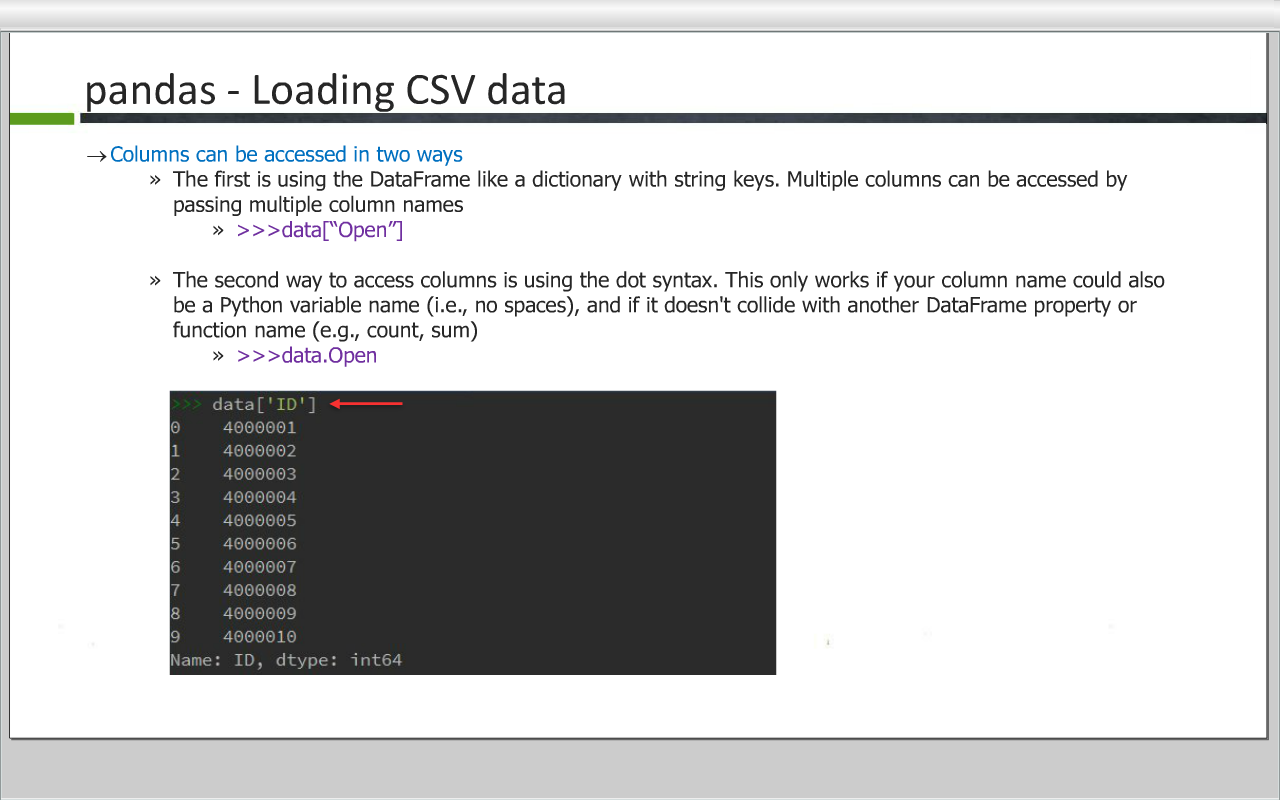 pandas - Loading CSV data
→Columns can be accessed in two ways
» The first is using the DataFrame like a dictionary with string keys. Multiple columns can be accessed by
passing multiple column names
» >>>data[“Open”]
» The second way to access columns is using the dot syntax. This only works if your column name could also
be a Python variable name (i.e., no spaces), and if it doesn't collide with another DataFrame property or
function name (e.g., count, sum)
» >>>data.Open
>>> data['ID']
0 4000001
1 4000002
2 4000003
3 4000004
4 4000005
5 4000006
6 4000007
7 4000008
8 4000009
9 4000010
Name: ID, dtype: int64